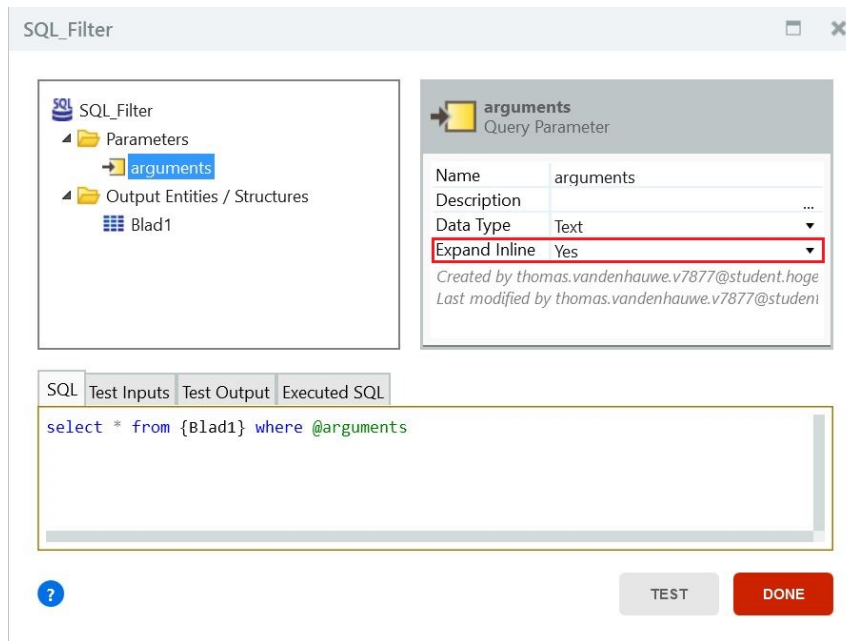 SQL_Filter
SQL
SQL_Filter
Parameters
arguments
Output Entities / Structures
Blad1
arguments
Query Parameter
Name arguments
Description ...
Data Type Text
Expand Inline Yes
Created by thomas.vandenhauwe.v7877@student.hoge
Last modified by thomas.vandenhauwe.v7877@student
SQL Test Inputs Test Output Executed SQL
select * from {Blad1} where @arguments
?
TEST DONE